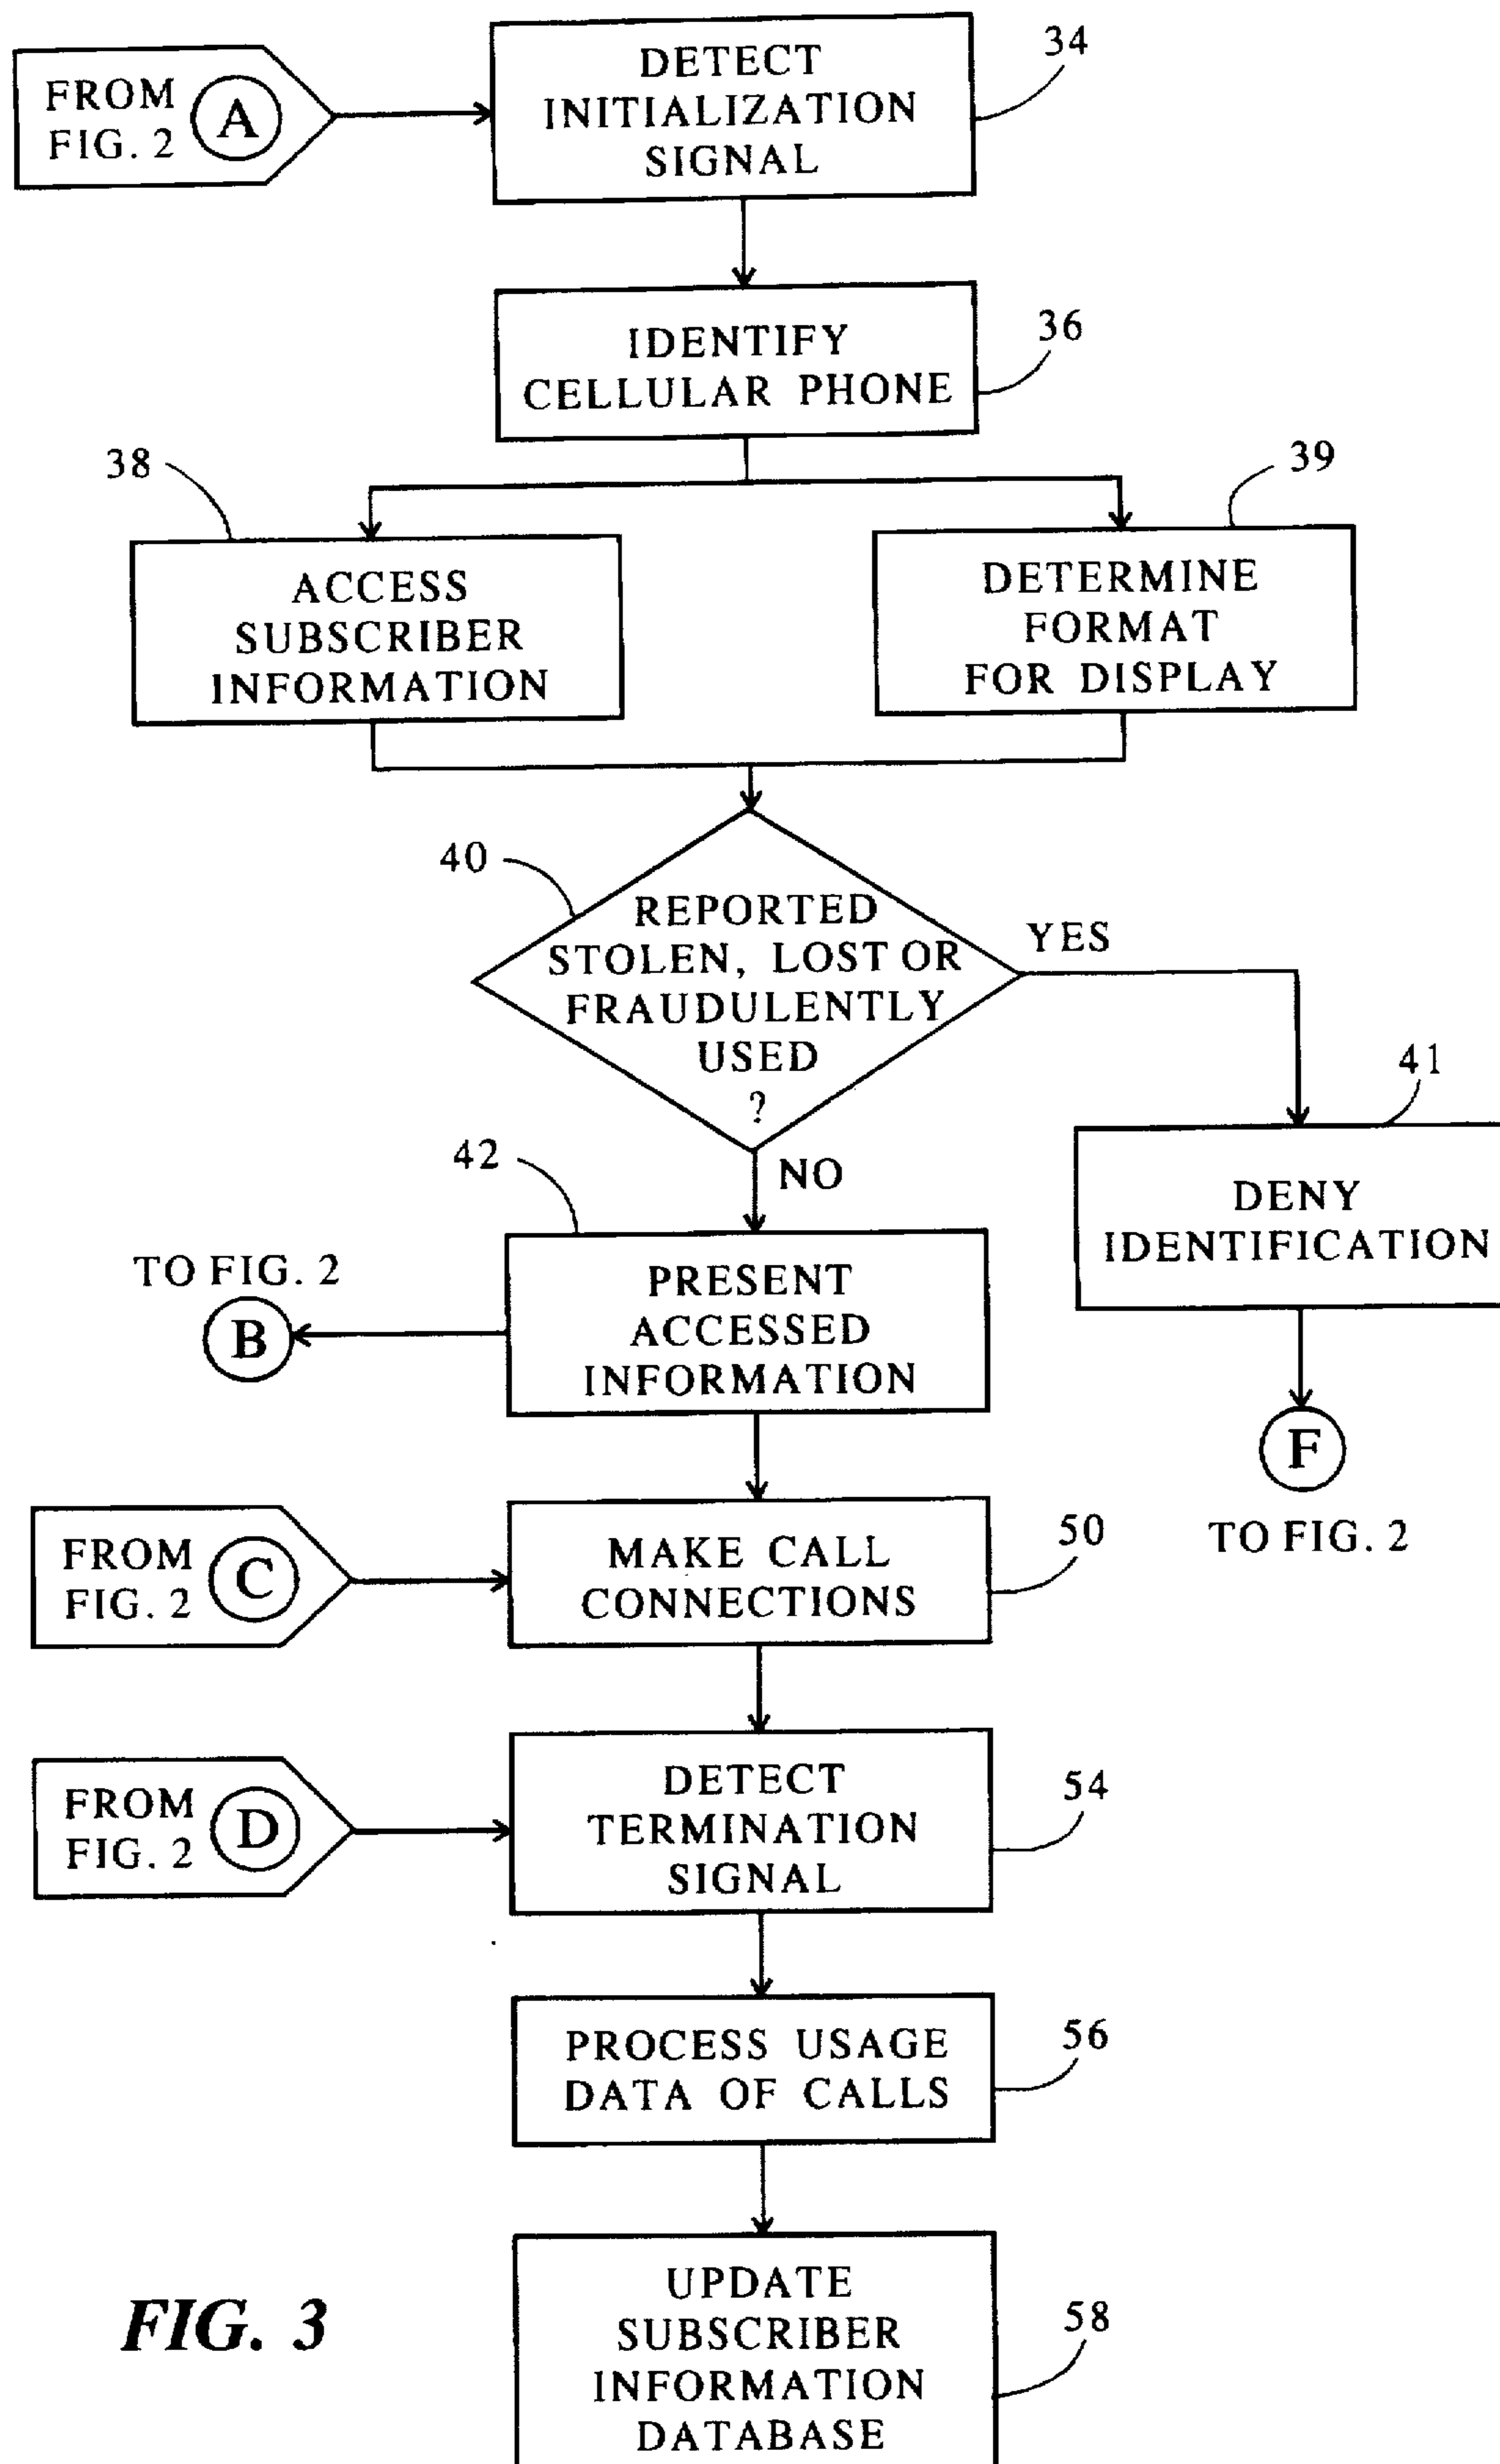 34
FROM
FIG. 2
A
DETECT
INITIALIZATION
SIGNAL
IDENTIFY
CELLULAR PHONE
36
38
39
ACCESS
SUBSCRIBER
INFORMATION
DETERMINE
FORMAT
FOR DISPLAY
40
REPORTED
STOLEN, LOST OR
FRAUDULENTLY
USED
?
YES
41
DENY
IDENTIFICATION
NO
42
TO FIG. 2
B
PRESENT
ACCESSED
INFORMATION
F
TO FIG. 2
FROM
FIG. 2
C
MAKE CALL
CONNECTIONS
50
FROM
FIG. 2
D
DETECT
TERMINATION
SIGNAL
54
PROCESS USAGE
DATA OF CALLS
56
UPDATE
SUBSCRIBER
INFORMATION
DATABASE
58
FIG. 3